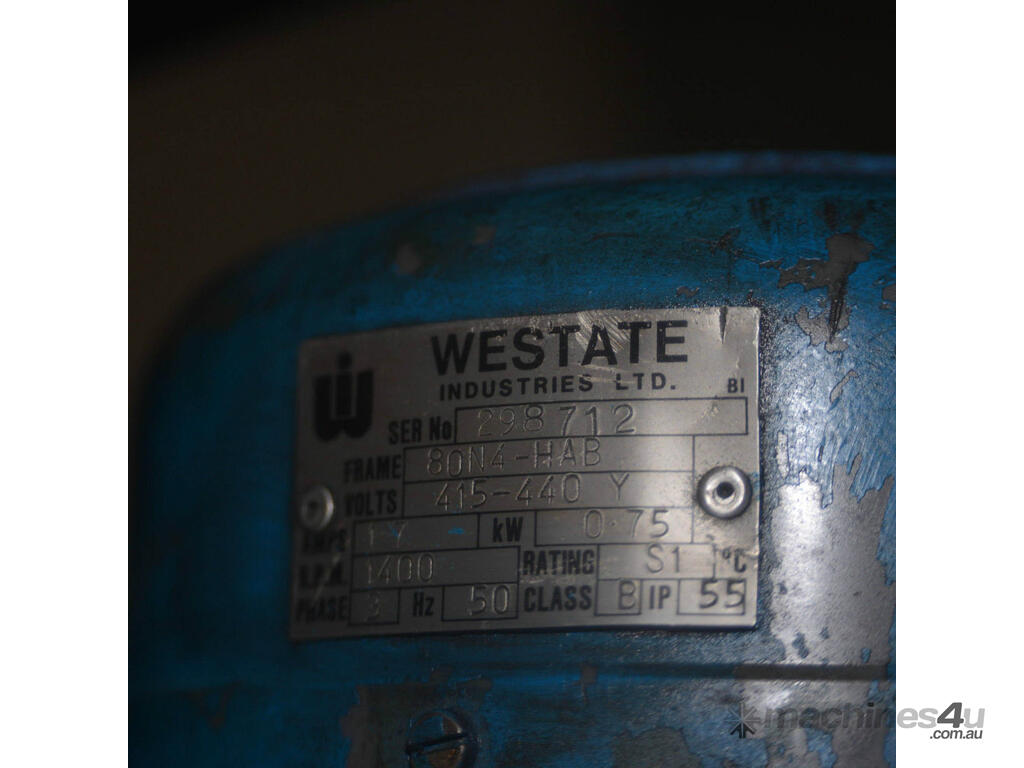 WESTATE
INDUSTRIES LTD. BI
SER No 298712
FRAME 80N4-HAB
VOLTS 415-440 Y
AMPS kW 0.75
R.P.M. 1400 RATING S1 °C
PHASE 3 Hz 50 CLASS B IP 55
machines4u
.com.au